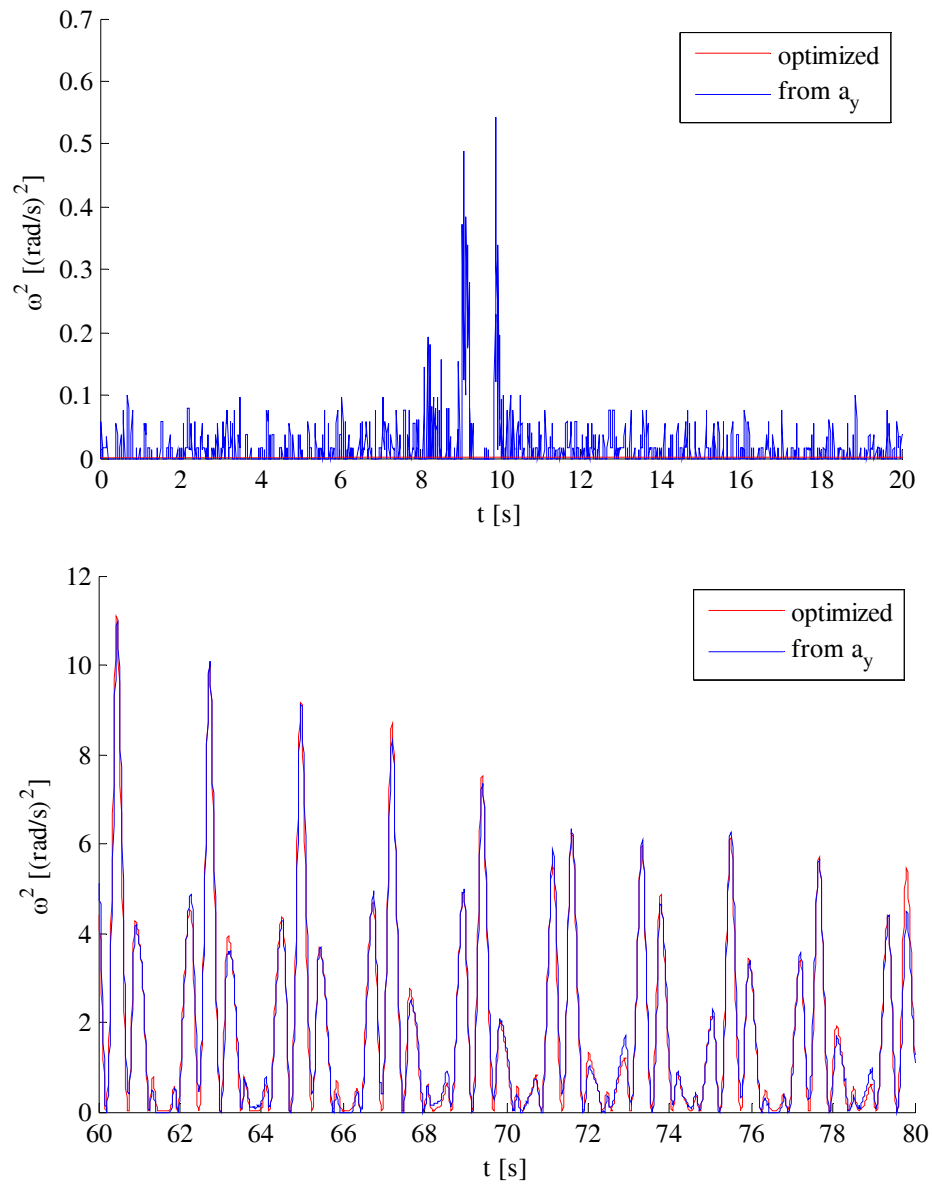 0.7
0.6
0.5
0.4
0.3
0.2
0.1
0
ω² [(rad/s)²]
optimized
from a_y
0 2 4 6 8 10 12 14 16 18 20
t [s]
12
10
8
6
4
2
0
ω² [(rad/s)²]
optimized
from a_y
60 62 64 66 68 70 72 74 76 78 80
t [s]